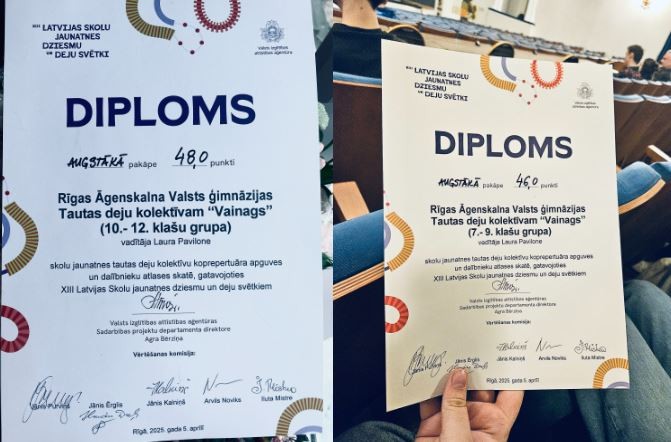 XIII LATVIJAS SKOLU
JAUNATNES
DZIESMU
UN DEJU SVĒTKI
valsts izglītības
attīstības aģentūra
DIPLOMS
AUGSTĀKĀ pakāpe 48,0 punkti
Rīgas Āgenskalna Valsts ģimnāzijas
Tautas deju kolektīvam “Vainags”
(10.- 12. klašu grupa)
vadītāja Laura Pavilone
skolu jaunatnes tautas deju kolektīvu koprepertuāra apguves
un dalībnieku atlases skatē, gatavojoties
XIII Latvijas Skolu jaunatnes dziesmu un deju svētkiem
Valsts izglītības attīstības aģentūras
Sadarbības projektu departamenta direktore
Agra Bērziņa
Vērtēšanas komisija:
Jānis Purviņš
Jānis Ērglis
Jānis Kalniņš
Arvils Noviks
Iluta Mistre
Rīgā, 2025. gada 5. aprīlī
XIII LATVIJAS SKOLU
JAUNATNES
DZIESMU
UN DEJU SVĒTKI
valsts izglītības
attīstības aģentūra
DIPLOMS
AUGSTĀKĀ pakāpe 46,0 punkti
Rīgas Āgenskalna Valsts ģimnāzijas
Tautas deju kolektīvam “Vainags”
(7.- 9. klašu grupa)
vadītāja Laura Pavilone
skolu jaunatnes tautas deju kolektīvu koprepertuāra apguves
un dalībnieku atlases skatē, gatavojoties
XIII Latvijas Skolu jaunatnes dziesmu un deju svētkiem
Valsts izglītības attīstības aģentūras
Sadarbības projektu departamenta direktore
Agra Bērziņa
Vērtēšanas komisija:
Jānis Ērglis
Jānis Kalniņš
Arvils Noviks
Iluta Mistre
Rīgā, 2025. gada 5. aprīlī